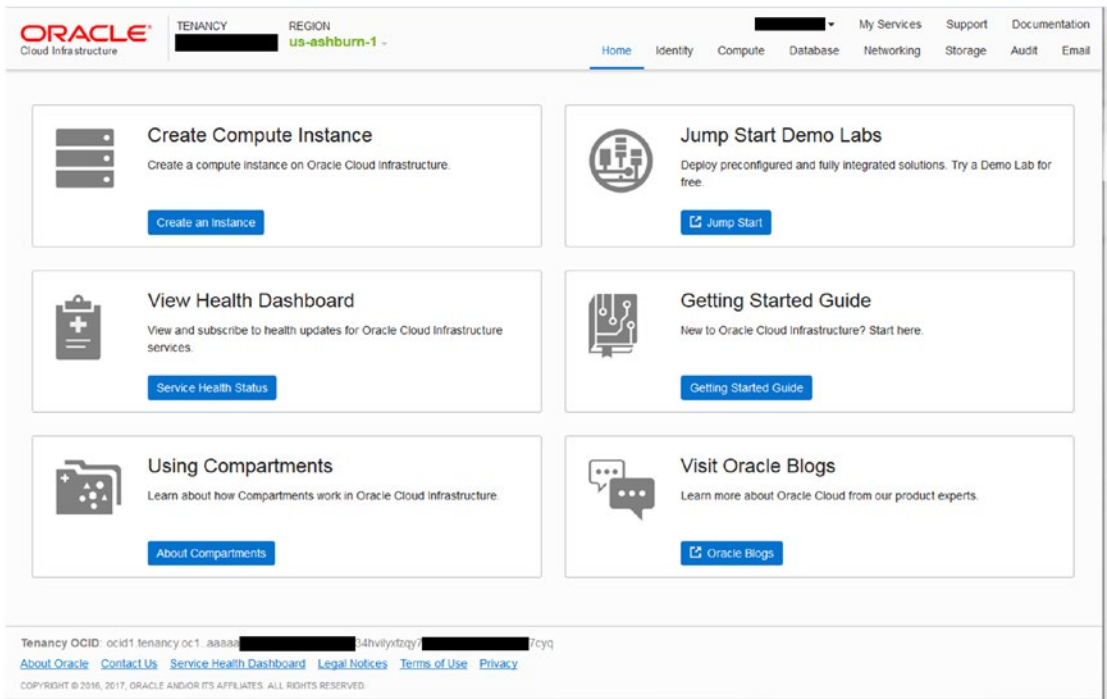 ORACLE®
Cloud Infrastructure
TENANCY
REGION
us-ashburn-1
My Services Support Documentation
Home Identity Compute Database Networking Storage Audit Email
Create Compute Instance
Create a compute instance on Oracle Cloud Infrastructure.
Create an Instance
Jump Start Demo Labs
Deploy preconfigured and fully integrated solutions. Try a Demo Lab for
free.
Jump Start
View Health Dashboard
View and subscribe to health updates for Oracle Cloud Infrastructure
services.
Service Health Status
Getting Started Guide
New to Oracle Cloud Infrastructure? Start here.
Getting Started Guide
Using Compartments
Learn about how Compartments work in Oracle Cloud Infrastructure.
About Compartments
Visit Oracle Blogs
Learn more about Oracle Cloud from our product experts.
Oracle Blogs
Tenancy OCID: ocid1.tenancy.oc1..aaaaa 34hvilyxfzqy7 7cyq
About Oracle Contact Us Service Health Dashboard Legal Notices Terms of Use Privacy
COPYRIGHT © 2016, 2017, ORACLE AND/OR ITS AFFILIATES. ALL RIGHTS RESERVED.